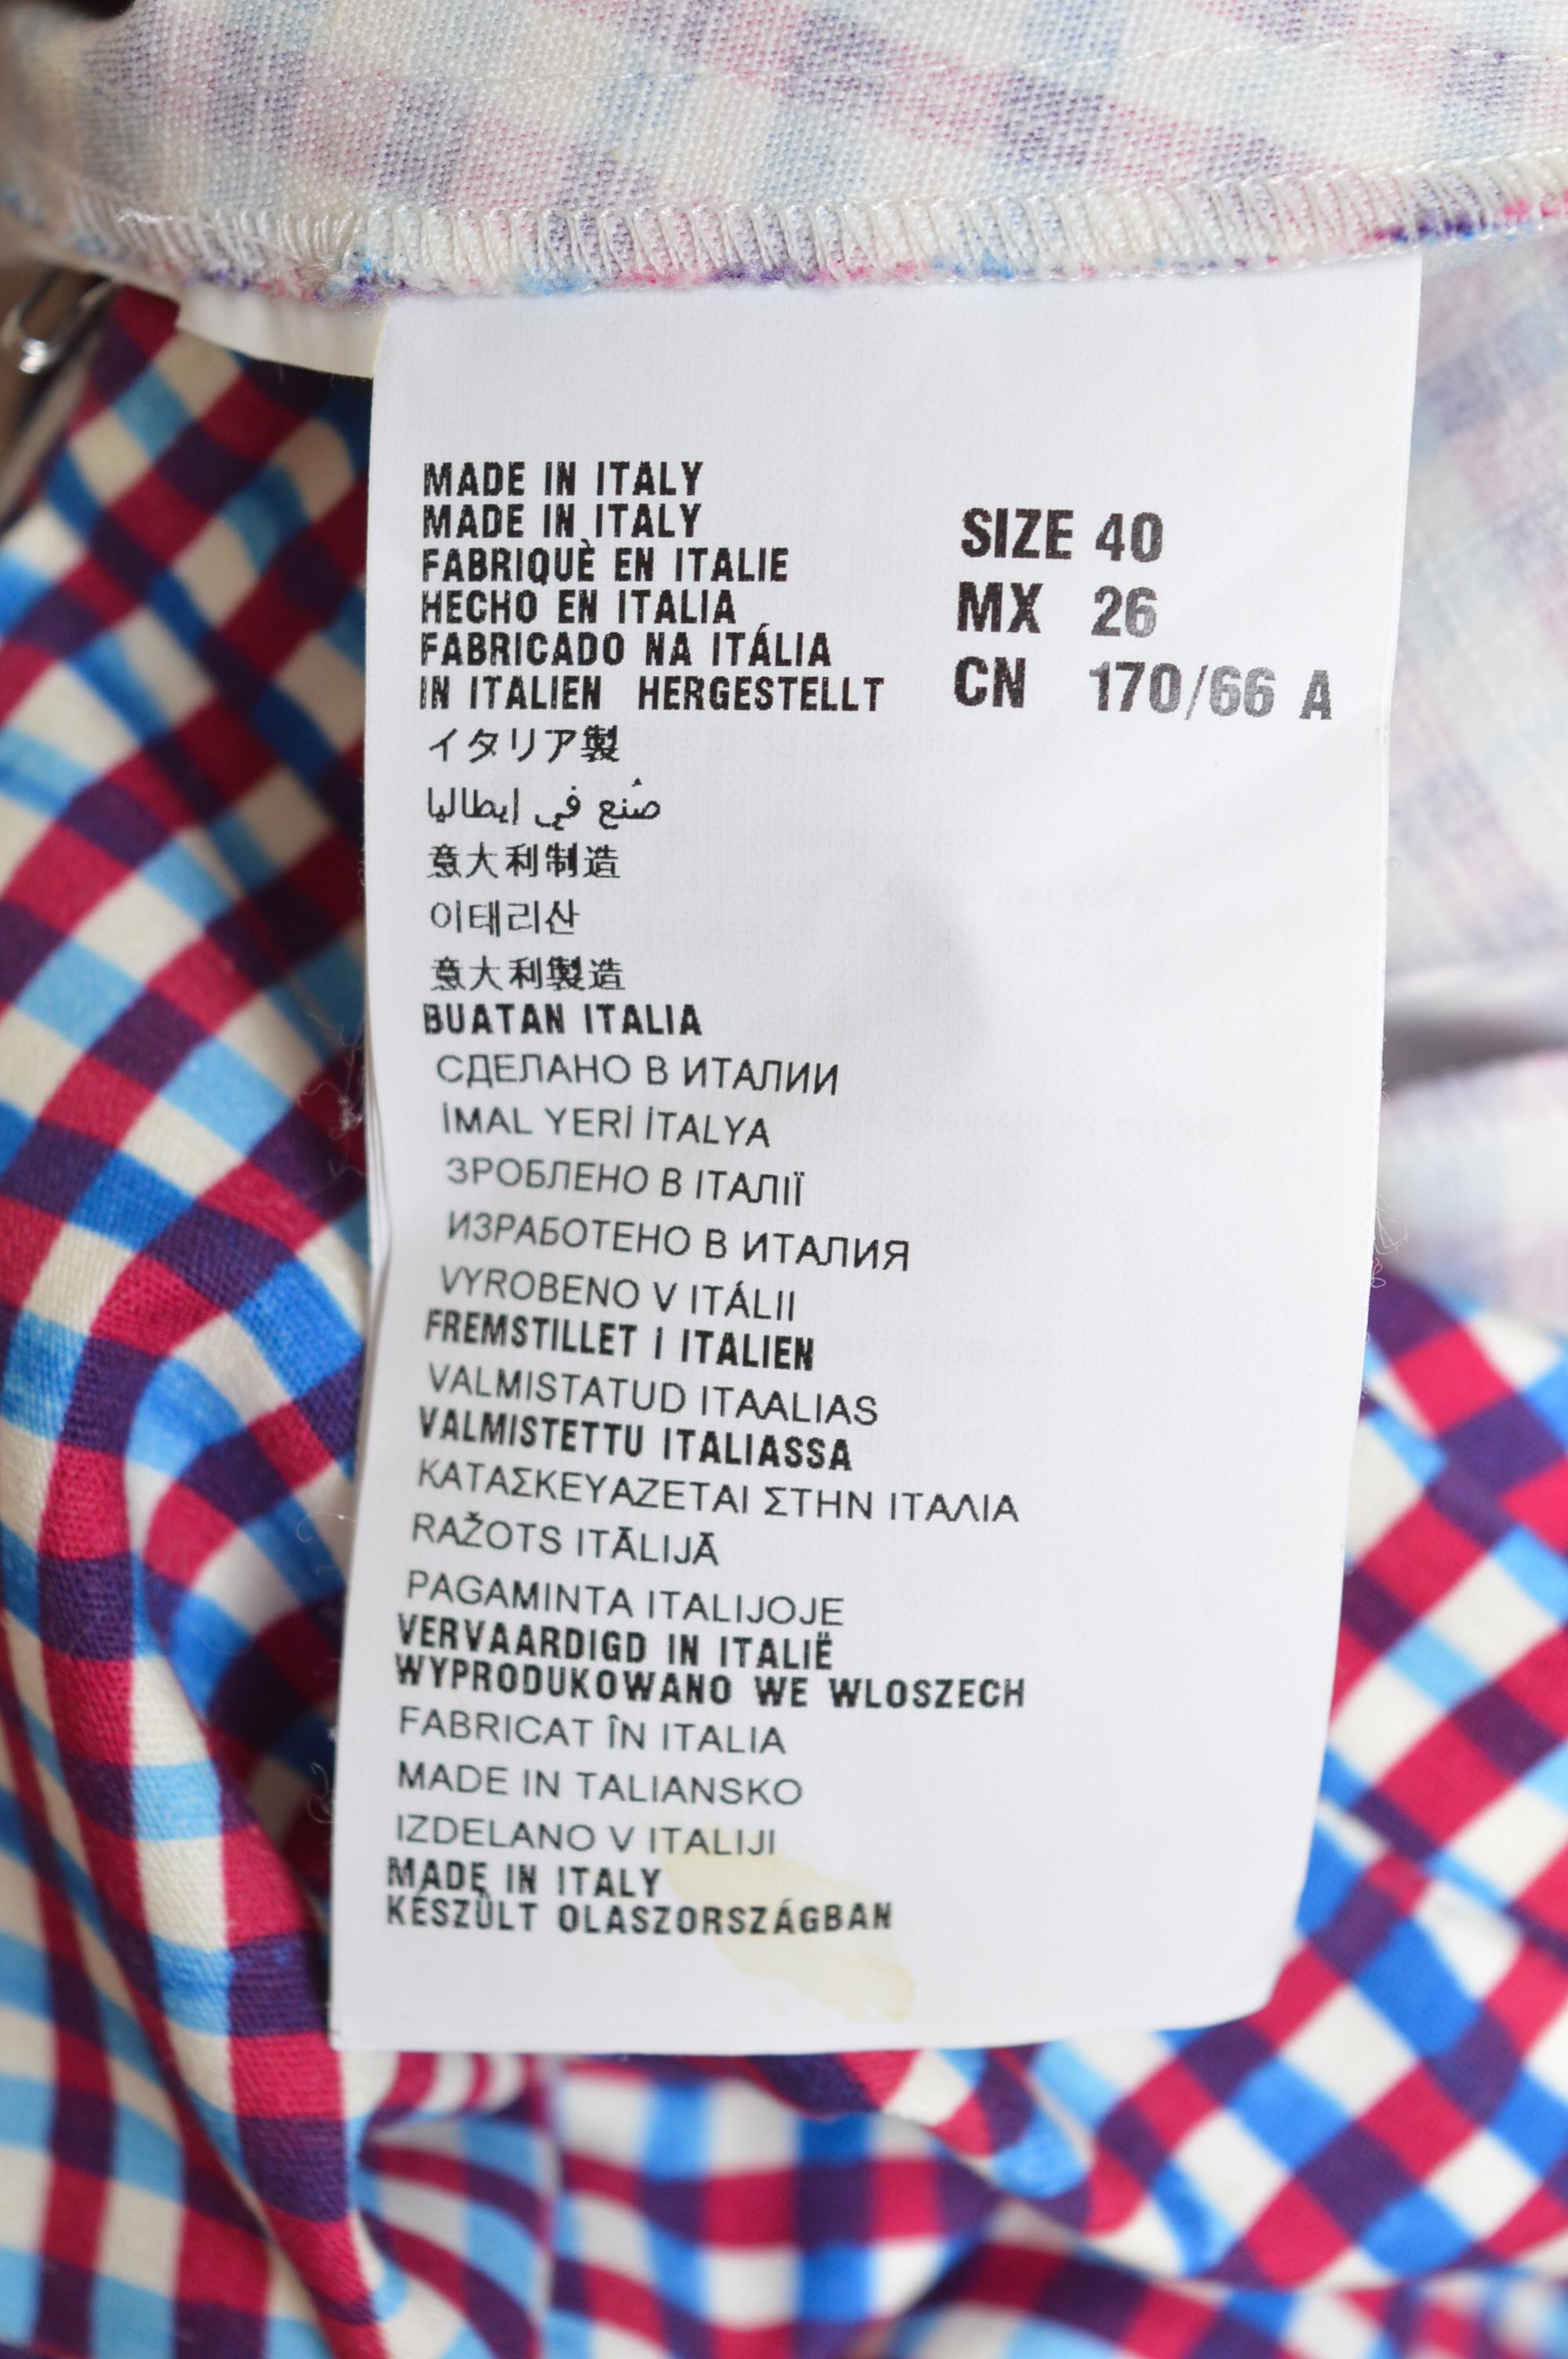 MADE IN ITALY
MADE IN ITALY
FABRIQUÈ EN ITALIE
HECHO EN ITALIA
FABRICADO NA ITÁLIA
IN ITALIEN HERGESTELLT
イタリア製
صُنع في إيطاليا
意大利制造
이태리산
意大利製造
BUATAN ITALIA
СДЕЛАНО В ИТАЛИИ
İMAL YERİ İTALYA
ЗРОБЛЕНО В ІТАЛІЇ
ИЗРАБОТЕНО В ИТАЛИЯ
VYROBENO V ITÁLII
FREMSTILLET I ITALIEN
VALMISTATUD ITAALIAS
VALMISTETTU ITALIASSA
ΚΑΤΑΣΚΕΥΑΖΕΤΑΙ ΣΤΗΝ ΙΤΑΛΙΑ
RAŽOTS ITĀLIJĀ
PAGAMINTA ITALIJOJE
VERVAARDIGD IN ITALIË
WYPRODUKOWANO WE WLOSZECH
FABRICAT ÎN ITALIA
MADE IN TALIANSKO
IZDELANO V ITALIJI
MADE IN ITALY
KÉSZÜLT OLASZORSZÁGBAN
SIZE 40
MX 26
CN 170/66 A